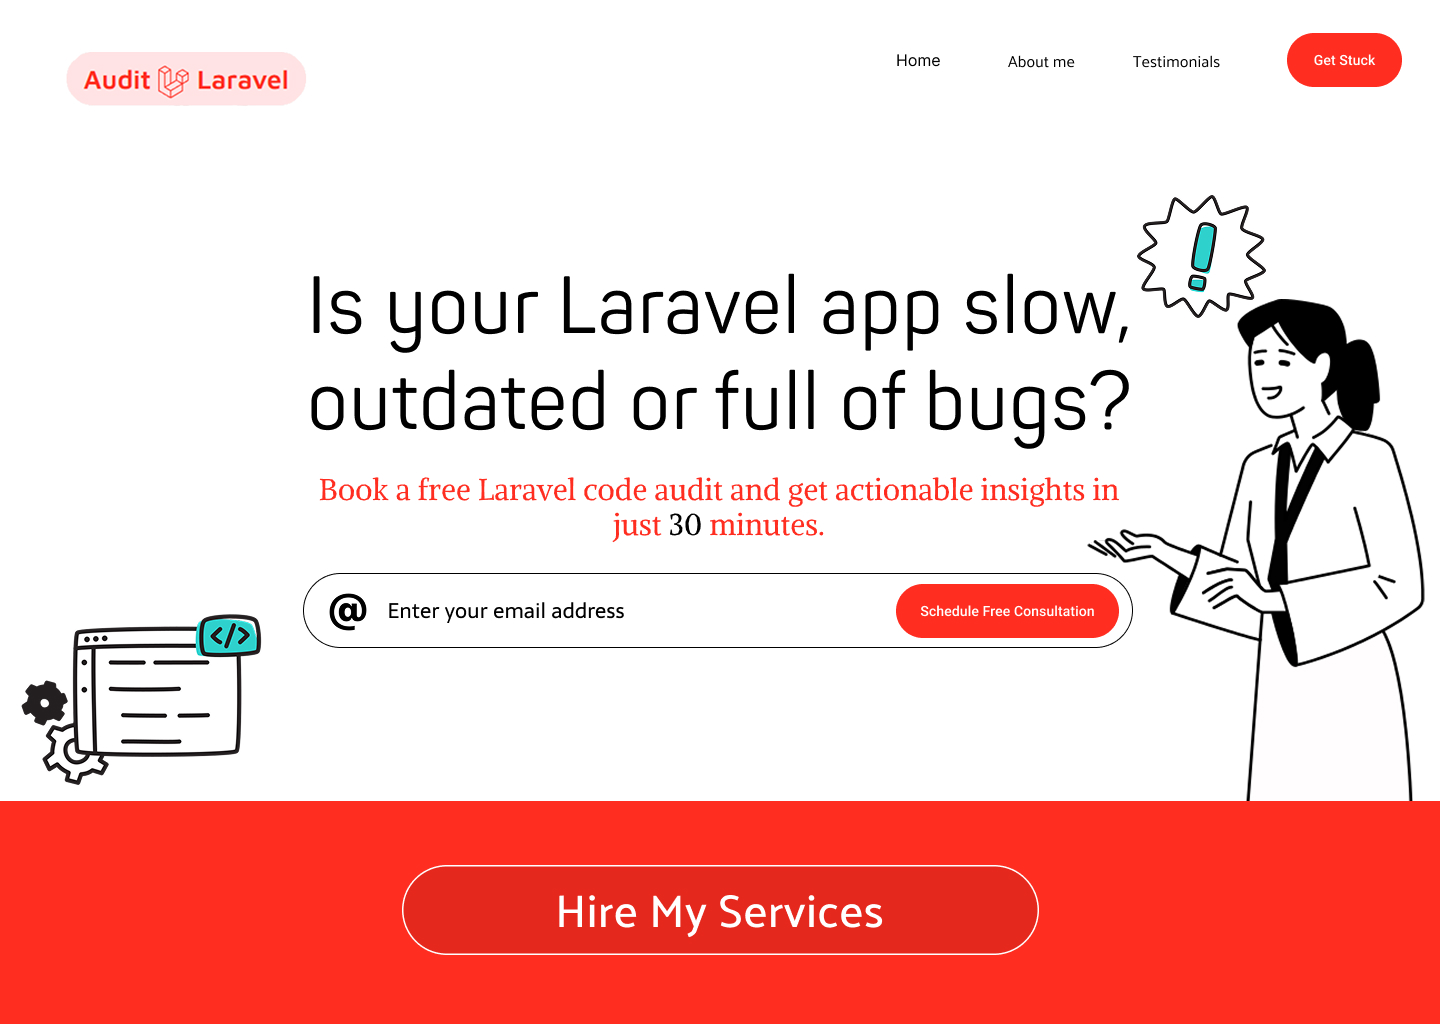 Audit Laravel
Home
About me
Testimonials
Get Stuck
!
Is your Laravel app slow,
outdated or full of bugs?
Book a free Laravel code audit and get actionable insights in
just 30 minutes.
@ Enter your email address
Schedule Free Consultation
</>
Hire My Services